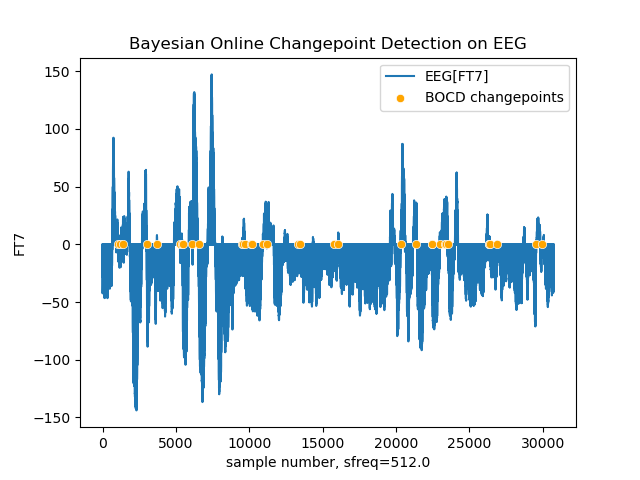 Bayesian Online Changepoint Detection on EEG
EEG[FT7]
BOCD changepoints
150
100
50
0
−50
−100
−150
FT7
0 5000 10000 15000 20000 25000 30000
sample number, sfreq=512.0